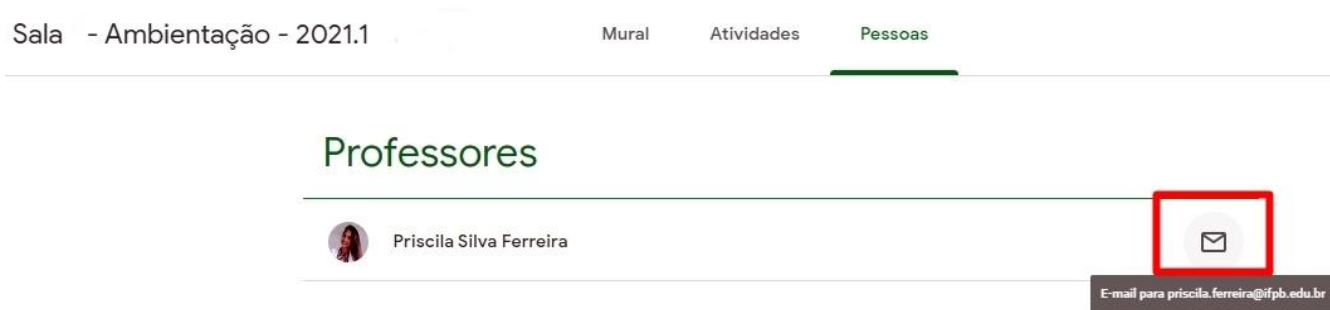 Sala - Ambientação - 2021.1
Mural Atividades Pessoas
Professores
Priscila Silva Ferreira
E-mail para priscila.ferreira@ifpb.edu.br